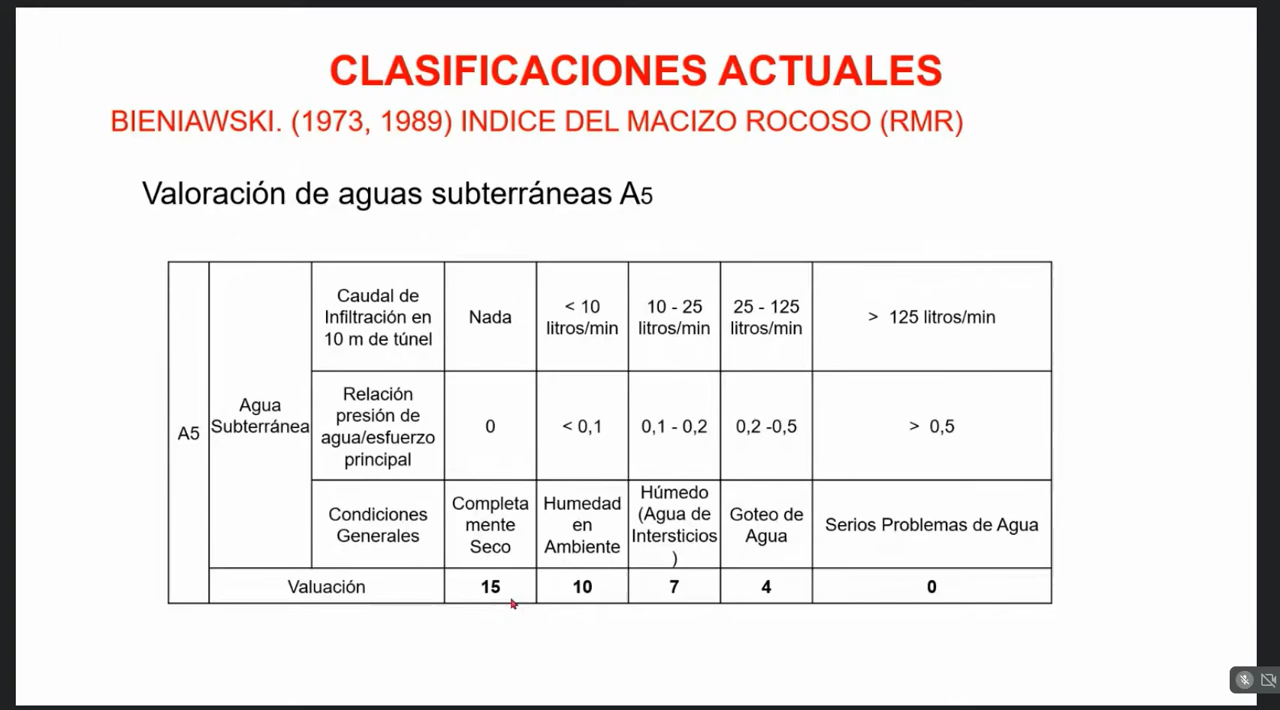 CLASIFICACIONES ACTUALES
BIENIAWSKI. (1973, 1989) INDICE DEL MACIZO ROCOSO (RMR)
Valoración de aguas subterráneas A5
A5
Agua
Subterránea
Caudal de
Infiltración en
10 m de túnel
Nada
< 10
litros/min
10 - 25
litros/min
25 - 125
litros/min
> 125 litros/min
Relación
presión de
agua/esfuerzo
principal
0
< 0,1
0,1 - 0,2
0,2 -0,5
> 0,5
Condiciones
Generales
Completa
mente
Seco
Humedad
en
Ambiente
Húmedo
(Agua de
Intersticios
)
Goteo de
Agua
Serios Problemas de Agua
Valuación
15
10
7
4
0